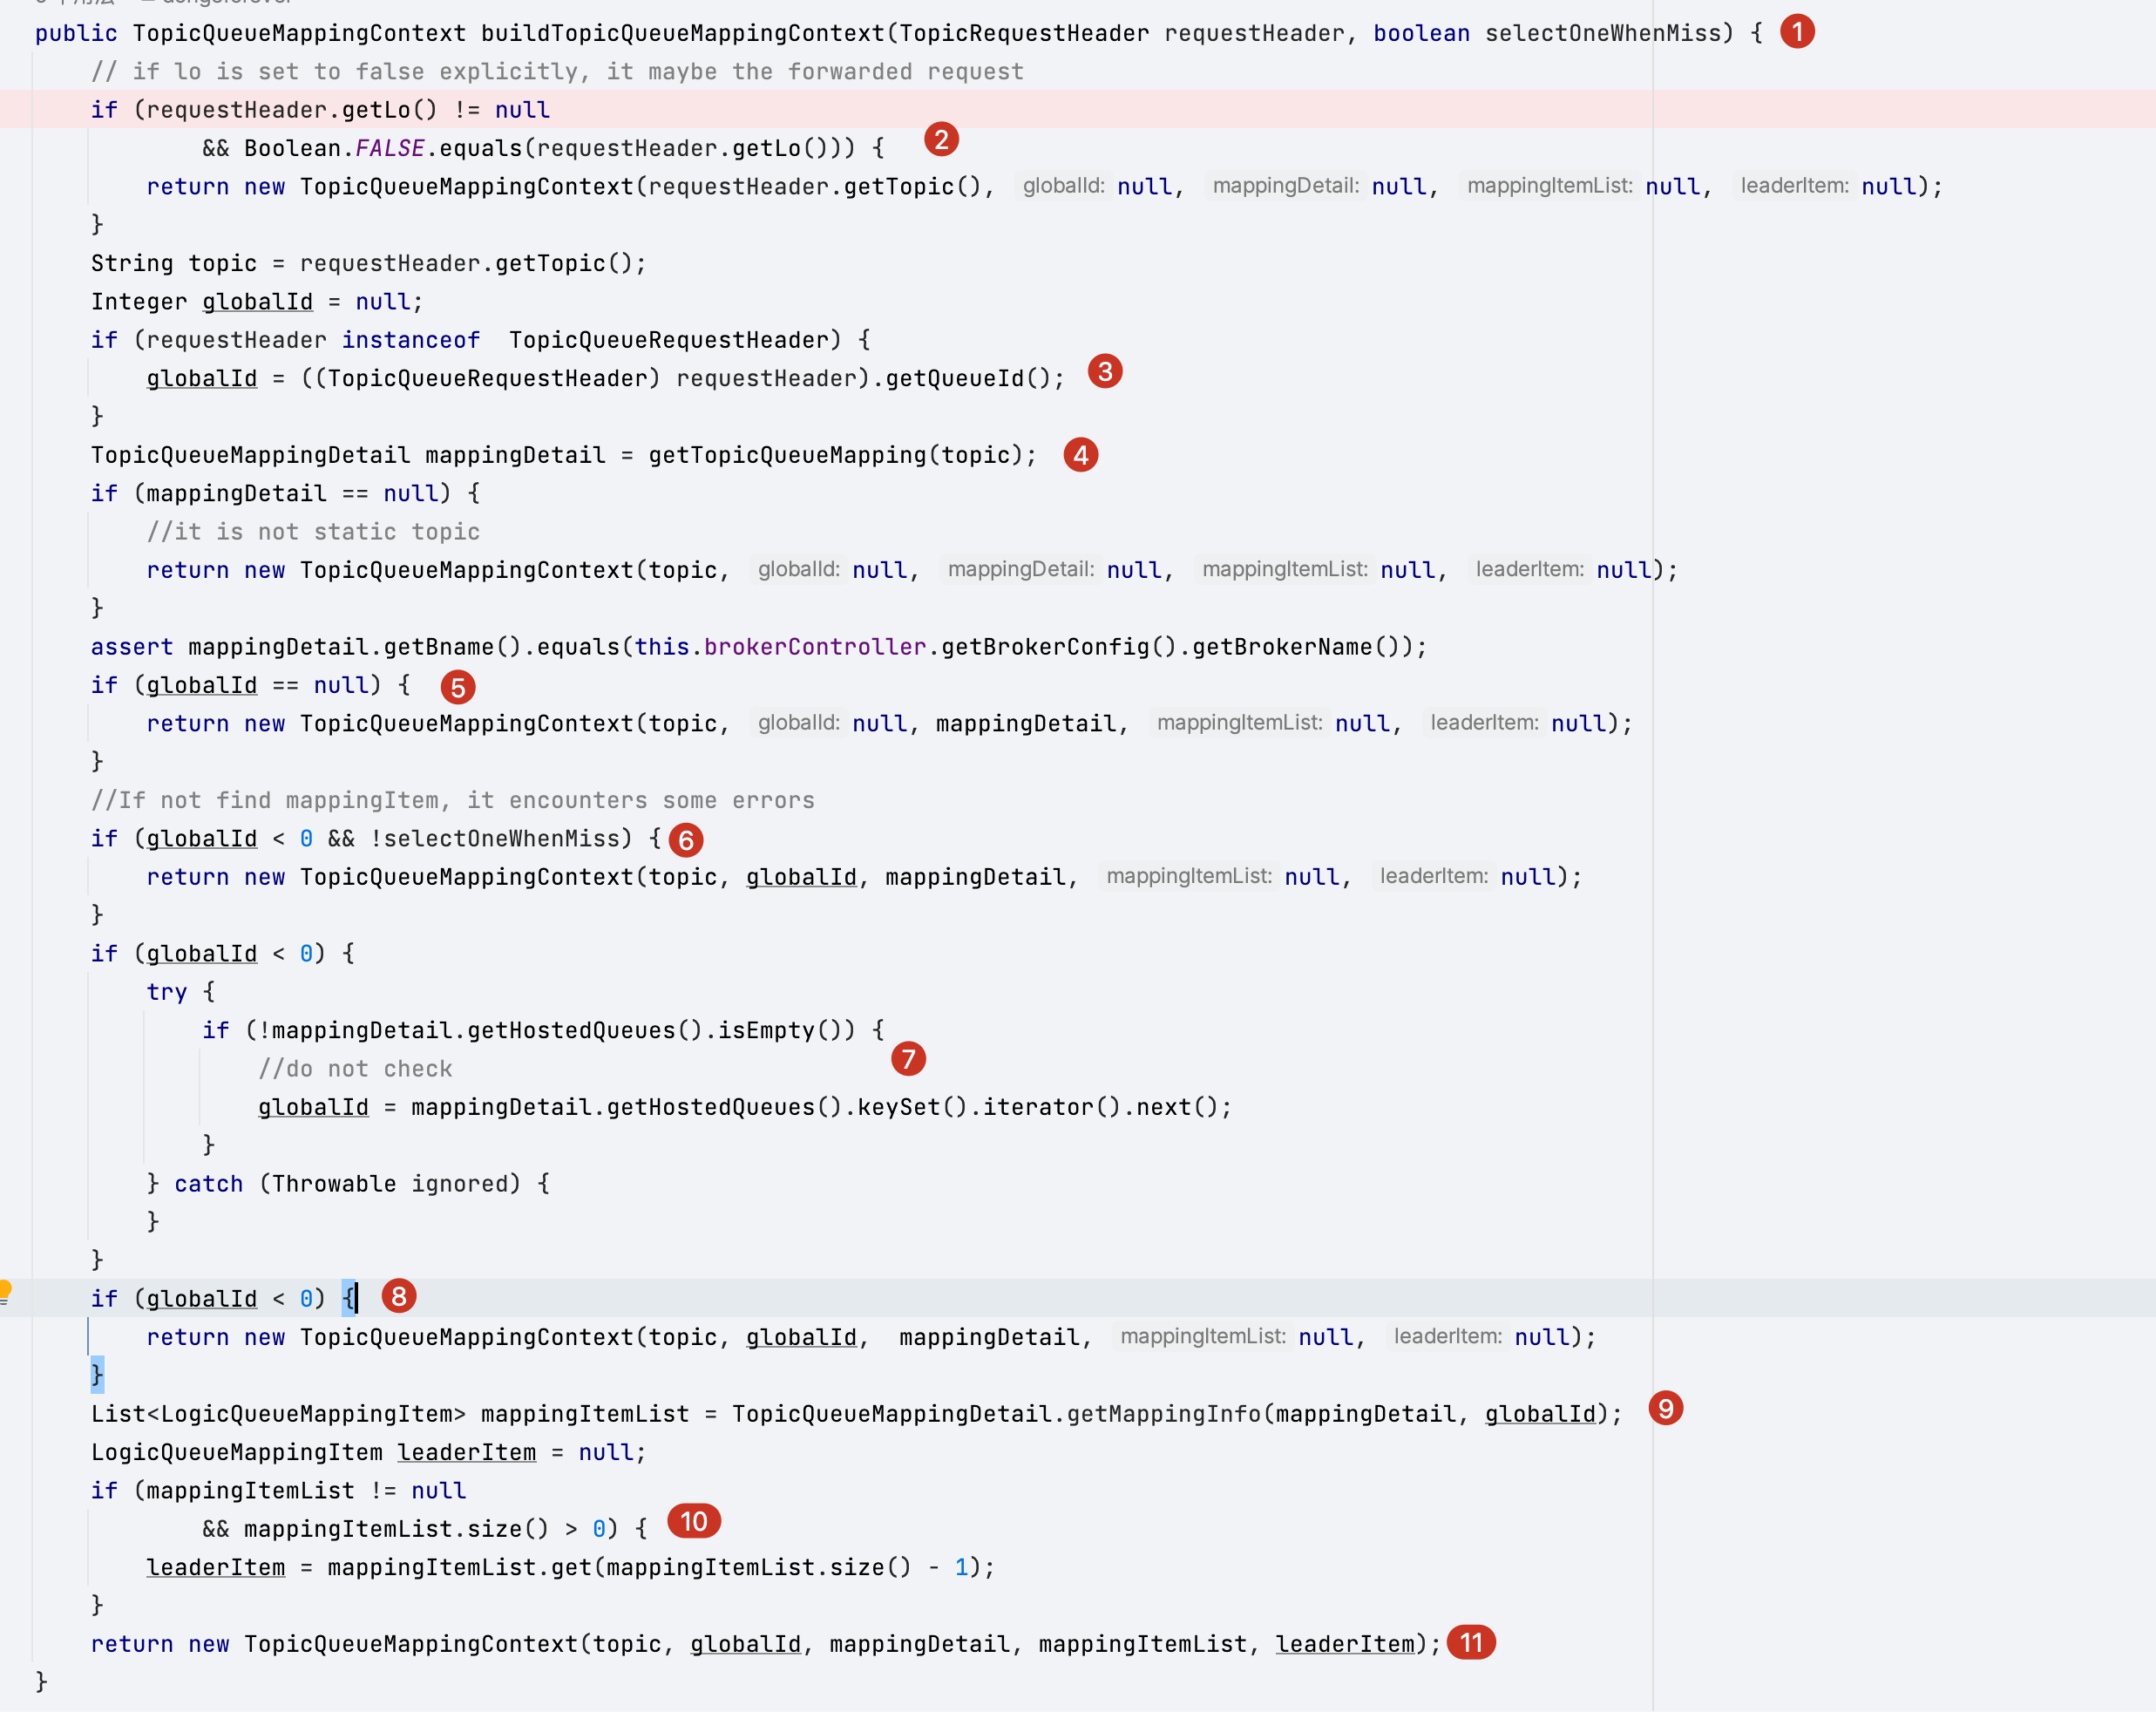 public TopicQueueMappingContext buildTopicQueueMappingContext(TopicRequestHeader requestHeader, boolean selectOneWhenMiss) { 1
// if lo is set to false explicitly, it maybe the forwarded request
if (requestHeader.getLo() != null
&& Boolean.FALSE.equals(requestHeader.getLo())) { 2
return new TopicQueueMappingContext(requestHeader.getTopic(), globalId: null, mappingDetail: null, mappingItemList: null, leaderItem: null);
}
String topic = requestHeader.getTopic();
Integer globalId = null;
if (requestHeader instanceof TopicQueueRequestHeader) {
globalId = ((TopicQueueRequestHeader) requestHeader).getQueueId(); 3
}
TopicQueueMappingDetail mappingDetail = getTopicQueueMapping(topic); 4
if (mappingDetail == null) {
//it is not static topic
return new TopicQueueMappingContext(topic, globalId: null, mappingDetail: null, mappingItemList: null, leaderItem: null);
}
assert mappingDetail.getBname().equals(this.brokerController.getBrokerConfig().getBrokerName());
if (globalId == null) { 5
return new TopicQueueMappingContext(topic, globalId: null, mappingDetail, mappingItemList: null, leaderItem: null);
}
//If not find mappingItem, it encounters some errors
if (globalId < 0 && !selectOneWhenMiss) { 6
return new TopicQueueMappingContext(topic, globalId, mappingDetail, mappingItemList: null, leaderItem: null);
}
if (globalId < 0) {
try {
if (!mappingDetail.getHostedQueues().isEmpty()) {
//do not check 7
globalId = mappingDetail.getHostedQueues().keySet().iterator().next();
}
} catch (Throwable ignored) {
}
}
if (globalId < 0) { 8
return new TopicQueueMappingContext(topic, globalId, mappingDetail, mappingItemList: null, leaderItem: null);
}
List<LogicQueueMappingItem> mappingItemList = TopicQueueMappingDetail.getMappingInfo(mappingDetail, globalId); 9
LogicQueueMappingItem leaderItem = null;
if (mappingItemList != null
&& mappingItemList.size() > 0) { 10
leaderItem = mappingItemList.get(mappingItemList.size() - 1);
}
return new TopicQueueMappingContext(topic, globalId, mappingDetail, mappingItemList, leaderItem); 11
}